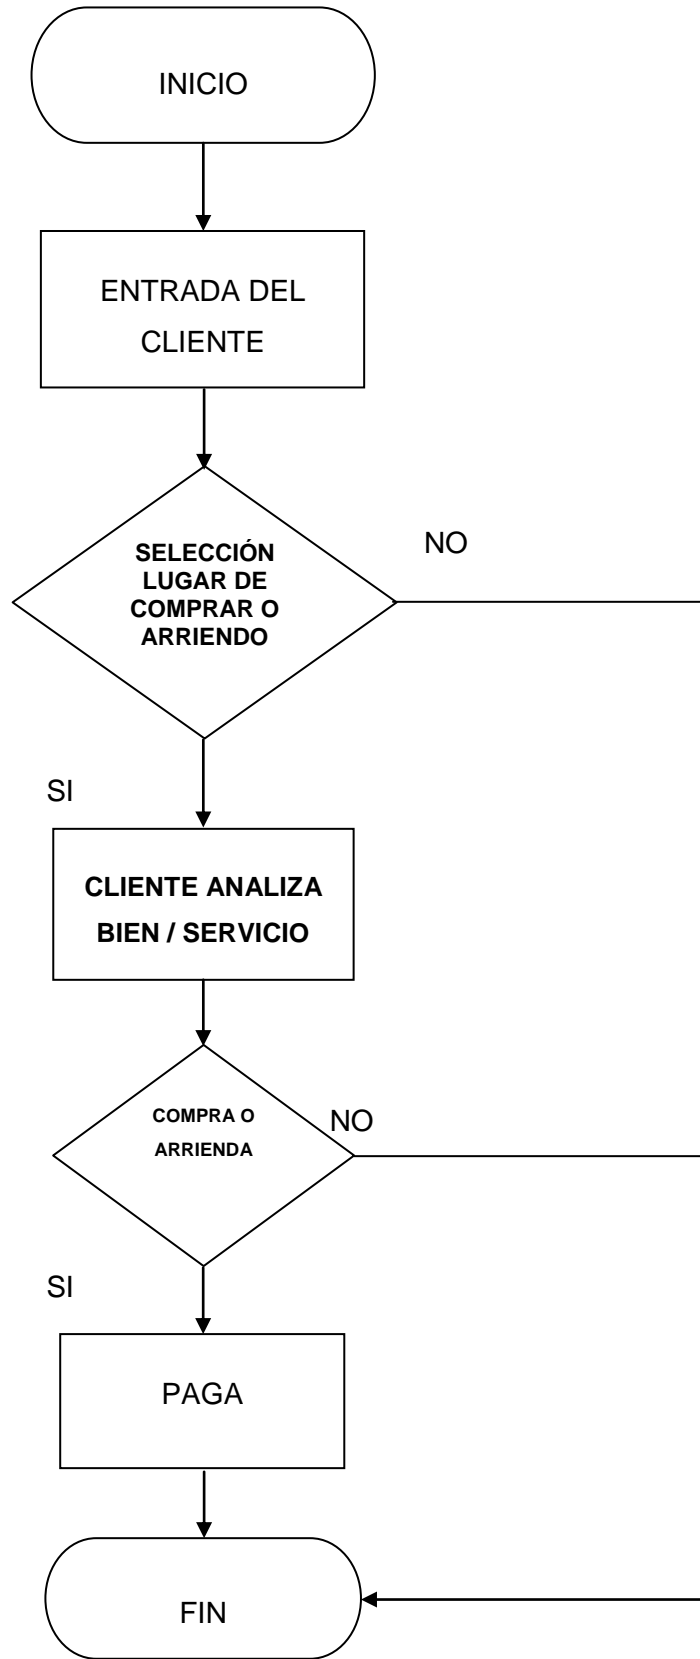 INICIO
ENTRADA DEL
CLIENTE
SELECCIÓN
LUGAR DE
COMPRAR O
ARRIENDO
NO
SI
CLIENTE ANALIZA
BIEN / SERVICIO
COMPRA O
ARRIENDA
NO
SI
PAGA
FIN